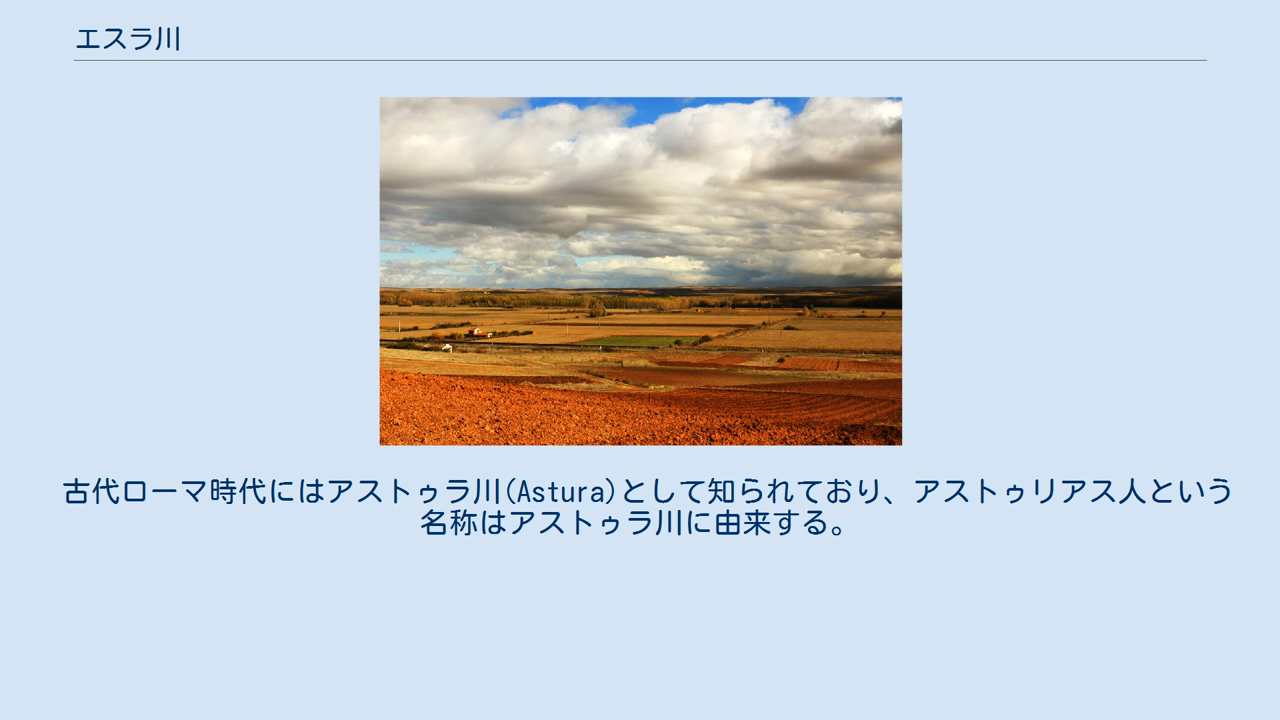 エスラ川
古代ローマ時代にはアストゥラ川(Astura)として知られており、アストゥリアス人という
名称はアストゥラ川に由来する。